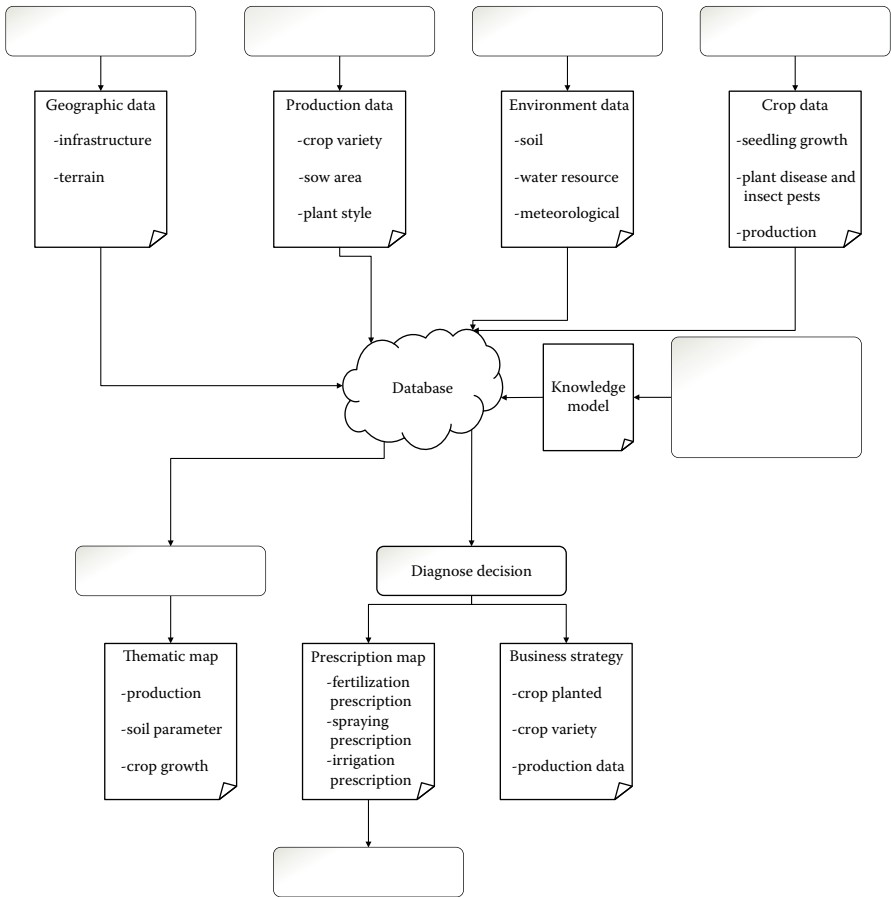 Geographic data
-infrastructure
-terrain
Production data
-crop variety
-sow area
-plant style
Environment data
-soil
-water resource
-meteorological
Crop data
-seedling growth
-plant disease and
insect pests
-production
Database
Knowledge
model
Diagnose decision
Thematic map
-production
-soil parameter
-crop growth
Prescription map
-fertilization
prescription
-spraying
prescription
-irrigation
prescription
Business strategy
-crop planted
-crop variety
-production data